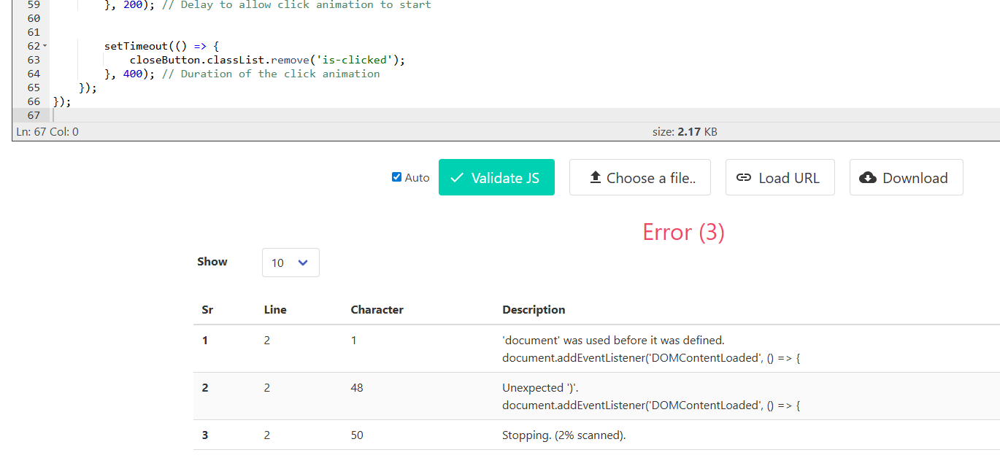 59 }, 200); // Delay to allow click animation to start
60
61
62 setTimeout(() => {
63 closeButton.classList.remove('is-clicked');
64 }, 400); // Duration of the click animation
65 });
66 });
67
Ln: 67 Col: 0 size: 2.17 KB
Auto Validate JS Choose a file.. Load URL Download
Error (3)
Show 10
Sr Line Character Description
1 2 1 'document' was used before it was defined.
document.addEventListener('DOMContentLoaded', () => {
2 2 48 Unexpected ')'.
document.addEventListener('DOMContentLoaded', () => {
3 2 50 Stopping. (2% scanned).